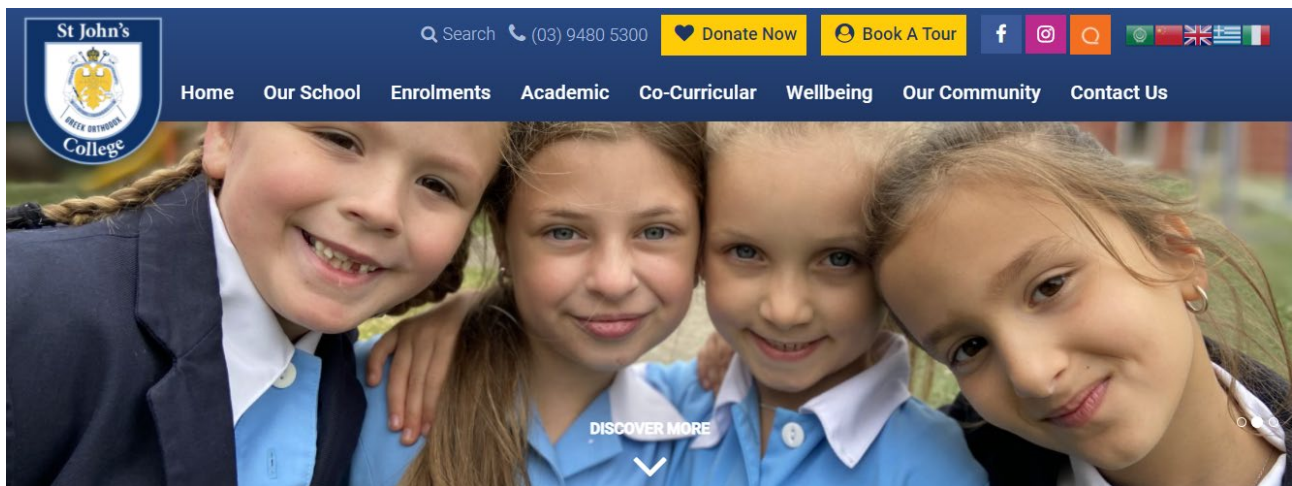 St John's
GREEK ORTHODOX
College
Search
(03) 9480 5300
Donate Now
Book A Tour
Home
Our School
Enrolments
Academic
Co-Curricular
Wellbeing
Our Community
Contact Us
DISCOVER MORE